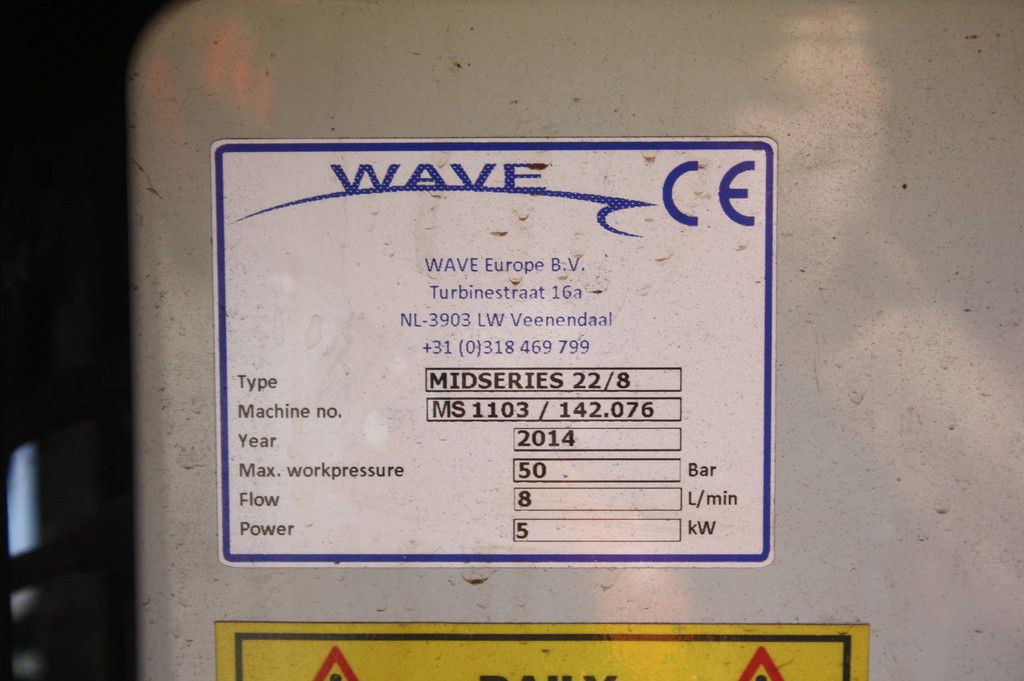 WAVE CE
WAVE Europe B.V.
Turbinestraat 16a
NL-3903 LW Veenendaal
+31 (0)318 469 799
Type MIDSERIES 22/8
Machine no. MS 1103 / 142.076
Year 2014
Max. workpressure 50 Bar
Flow 8 L/min
Power 5 kW
DAILY